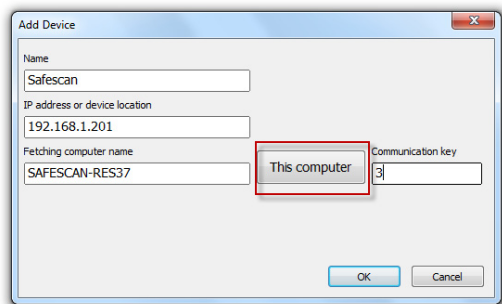 Add Device
Name
Safescan
IP address or device location
192.168.1.201
Fetching computer name
SAFESCAN-RES37
This computer
Communication key
3
OK
Cancel